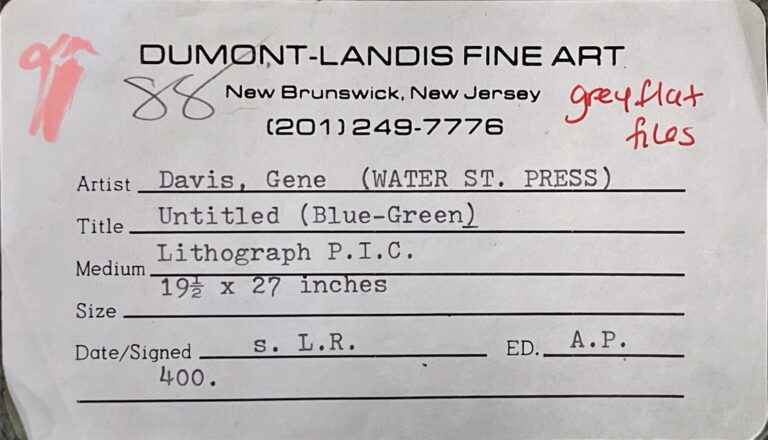 DUMONT-LANDIS FINE ART
88
New Brunswick, New Jersey
(201) 249-7776
grey flat
files
Artist Davis, Gene (WATER ST. PRESS)
Title Untitled (Blue-Green)
Medium Lithograph P.I.C.
19½ x 27 inches
Size
Date/Signed s. L.R. ED. A.P.
400.